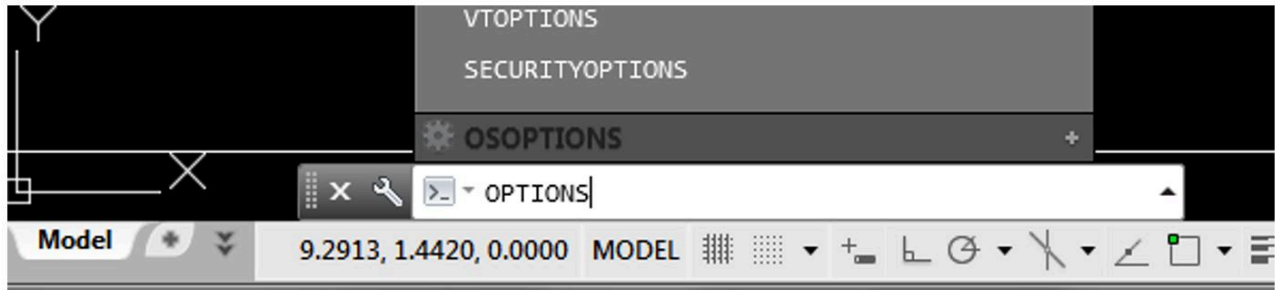 Y
VTOPTIONS
SECURITYOPTIONS
OSOPTIONS
X
OPTIONS
Model
9.2913, 1.4420, 0.0000 MODEL